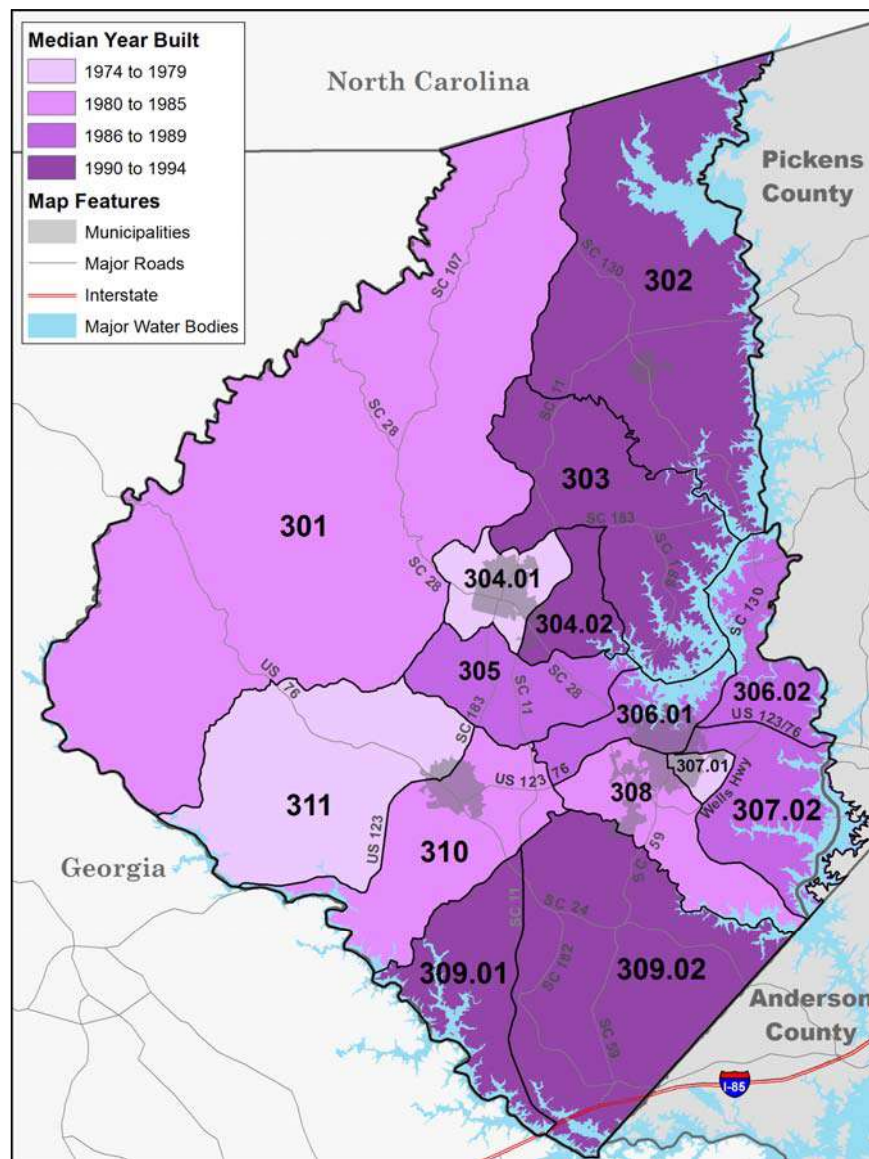 Median Year Built
1974 to 1979
1980 to 1985
1986 to 1989
1990 to 1994
Map Features
Municipalities
Major Roads
Interstate
Major Water Bodies
North Carolina
Pickens
County
SC 107
SC 130
302
SC 28
SC 11
303
301
SC 183
304.01
SC 28
304.02
SC 130
305
SC 28
US 76
SC 11
SC 183
306.01
306.02
US 123/76
US 123/76
307.01
Wells Hwy
308
307.02
311
US 123
310
SC 59
Georgia
SC 11
SC 24
309.01
SC 182
309.02
Anderson
County
SC 59
I-85